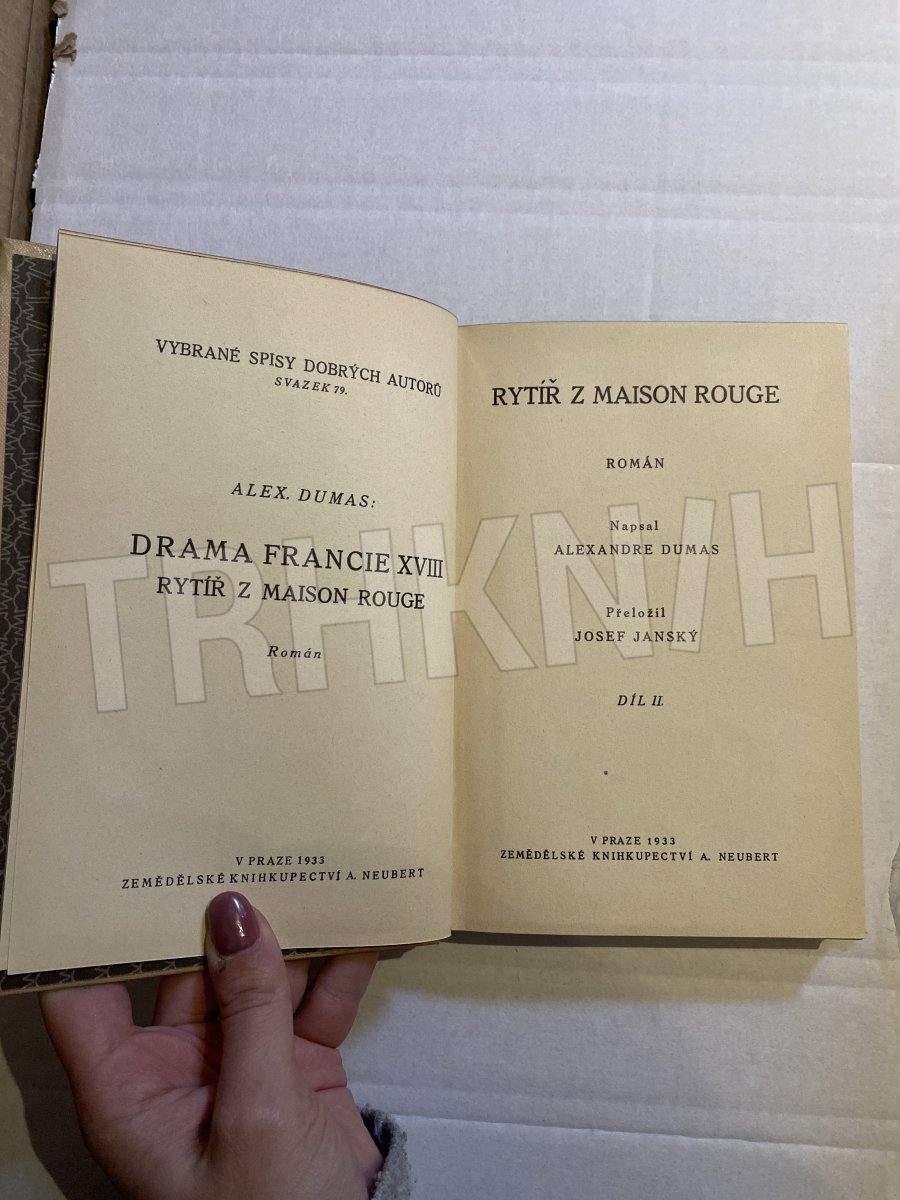 VYBRANÉ SPISY DOBRÝCH AUTORŮ
SVAZEK 79.
ALEX. DUMAS:
DRAMA FRANCIE XVIII
RYTÍŘ Z MAISON ROUGE
Román
V PRAZE 1933
ZEMĚDĚLSKÉ KNIHKUPECTVÍ A. NEUBERT
RYTÍŘ Z MAISON ROUGE
ROMÁN
Napsal
ALEXANDRE DUMAS
Přeložil
JOSEF JANSKÝ
DÍL II.
V PRAZE 1933
ZEMĚDĚLSKÉ KNIHKUPECTVÍ A. NEUBERT
TRHKNIH